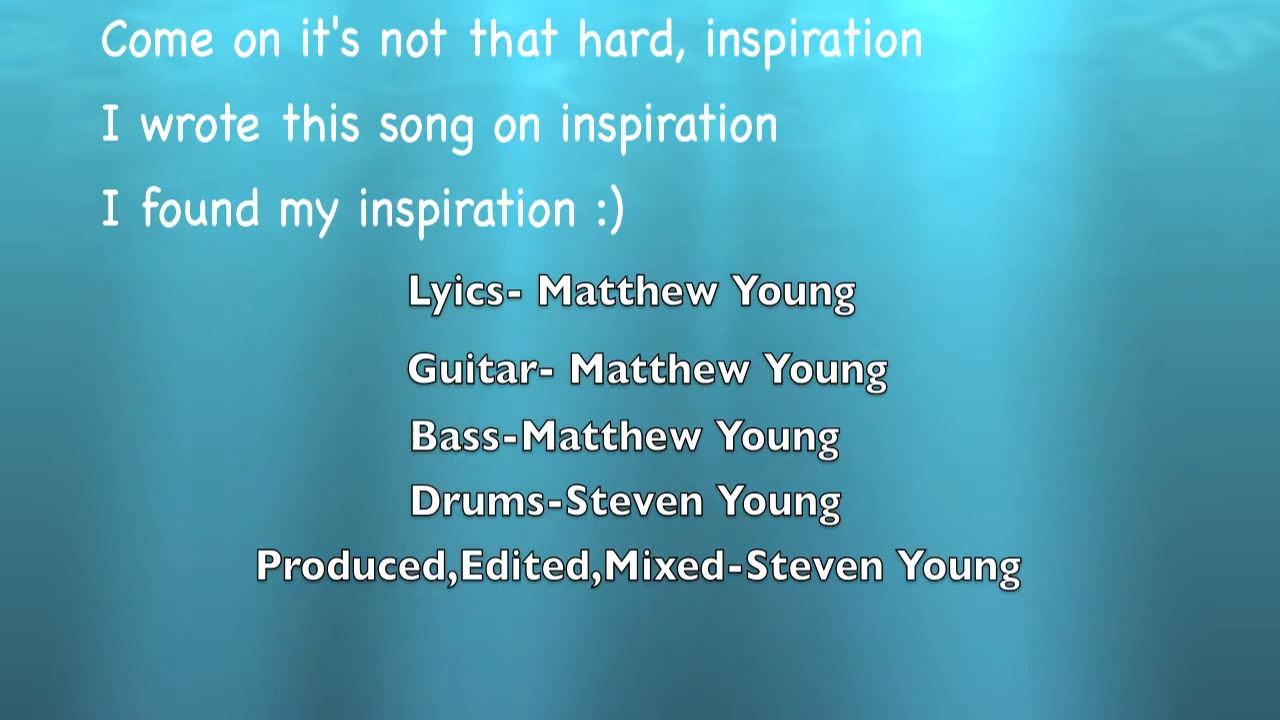 Come on it's not that hard, inspiration
I wrote this song on inspiration
I found my inspiration :)
Lyics- Matthew Young
Guitar- Matthew Young
Bass-Matthew Young
Drums-Steven Young
Produced,Edited,Mixed-Steven Young